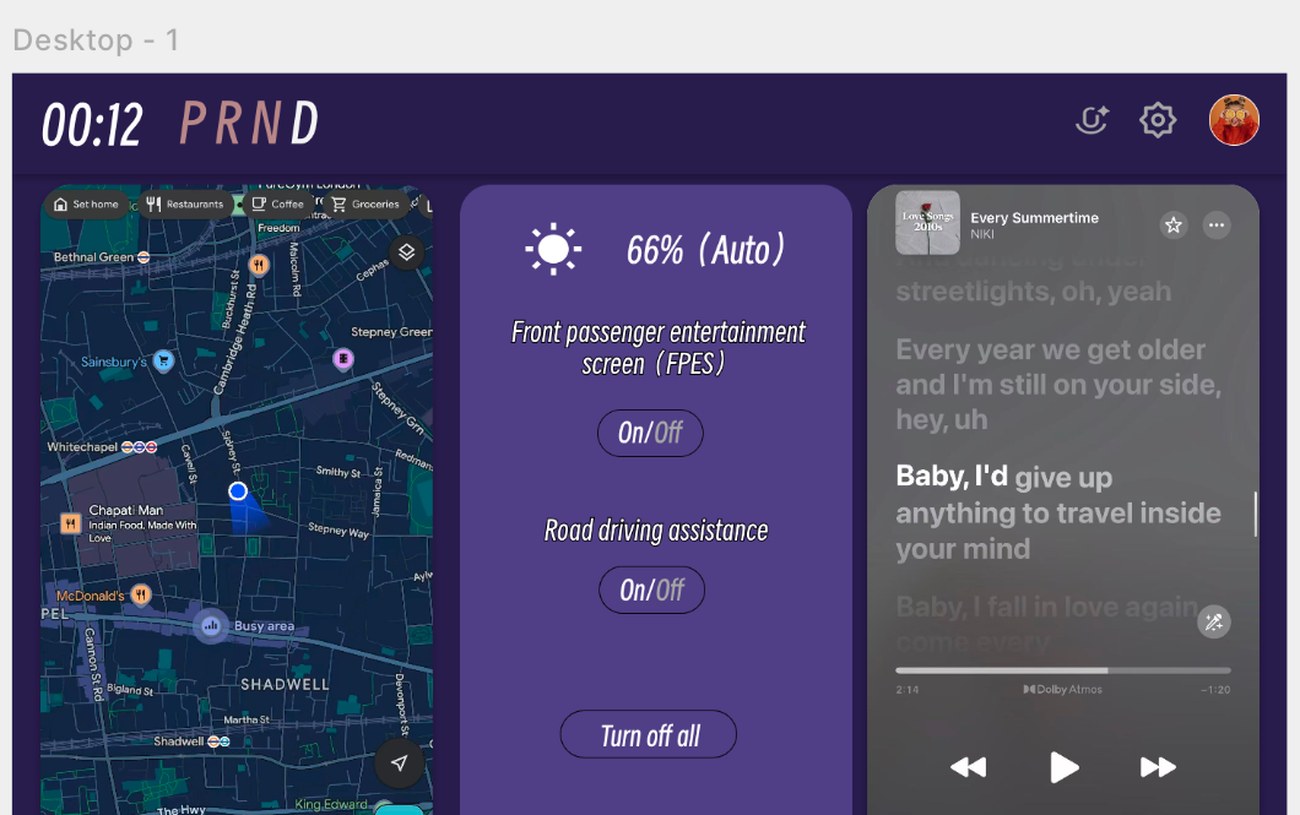 Desktop - 1
00:12 PRND
Set home
Restaurants
Coffee
Groceries
Freedom
Bethnal Green
Malcolm Rd
Cephas
Buckhurst St
Cambridge Heath Rd
Stepney Green
Sainsbury's
Stepney Grn
Whitechapel
Sidney St
Cavell St
Redmans
Smithy St
Jamaica St
Chapati Man
Indian Food, Made With
Love
Stepney Way
McDonald's
PEL
Busy area
Cannon St Rd
Bigland St
SHADWELL
Devonport St
Martha St
Shadwell
The Hwy
King Edward
66% (Auto)
Front passenger entertainment
screen (FPES)
On/Off
Road driving assistance
On/Off
Turn off all
Love Songs
2010s
Every Summertime
NIKI
streetlights, oh, yeah
Every year we get older
and I'm still on your side,
hey, uh
Baby, I'd give up
anything to travel inside
your mind
Baby, I fall in love again
come every
2:14
Dolby Atmos
-1:20